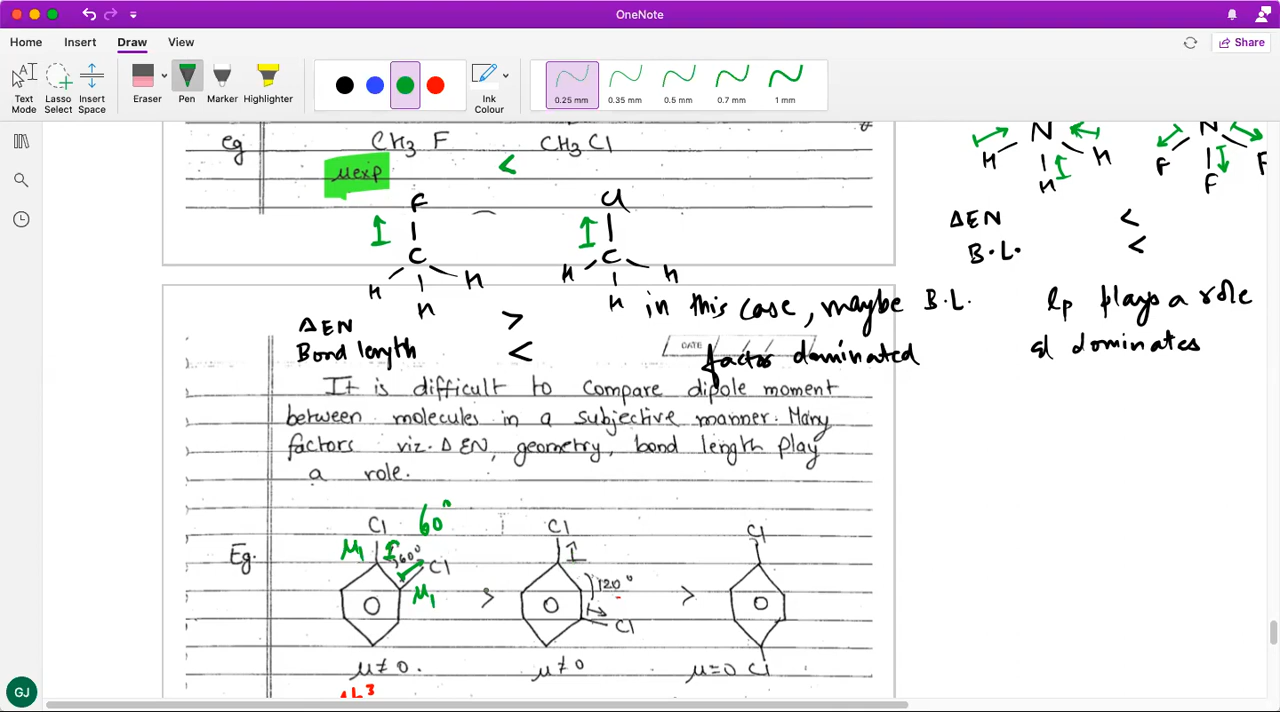 OneNote
Home Insert Draw View
Share
Text Mode
Lasso Select
Insert Space
Eraser
Pen
Marker
Highlighter
Ink Colour
0.25 mm 0.35 mm 0.5 mm 0.7 mm 1 mm
eg CH3 F CH3 Cl
μexp <
F Cl
C C
H H H H
H H
N N
H H F F
H F
ΔEN <
B.L. <
lp plays a role
dominates
ΔEN >
Bond length <
in this case, maybe B.L.
factor dominated
DATE
It is difficult to compare dipole moment
between molecules in a subjective manner. Many
factors viz. ΔEN, geometry, bond length play
a role.
Eg.
Cl 60° Cl Cl
μ1 60° Cl 120°
μ1 > >
Cl
μ≠0. μ≠0 μ=0 Cl
GJ